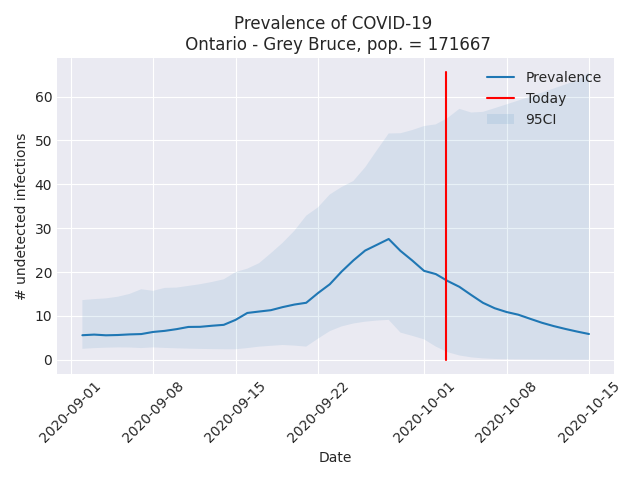 Prevalence of COVID-19
Ontario - Grey Bruce, pop. = 171667
Prevalence
Today
95CI
# undetected infections
60
50
40
30
20
10
0
2020-09-01
2020-09-08
2020-09-15
2020-09-22
2020-10-01
2020-10-08
2020-10-15
Date